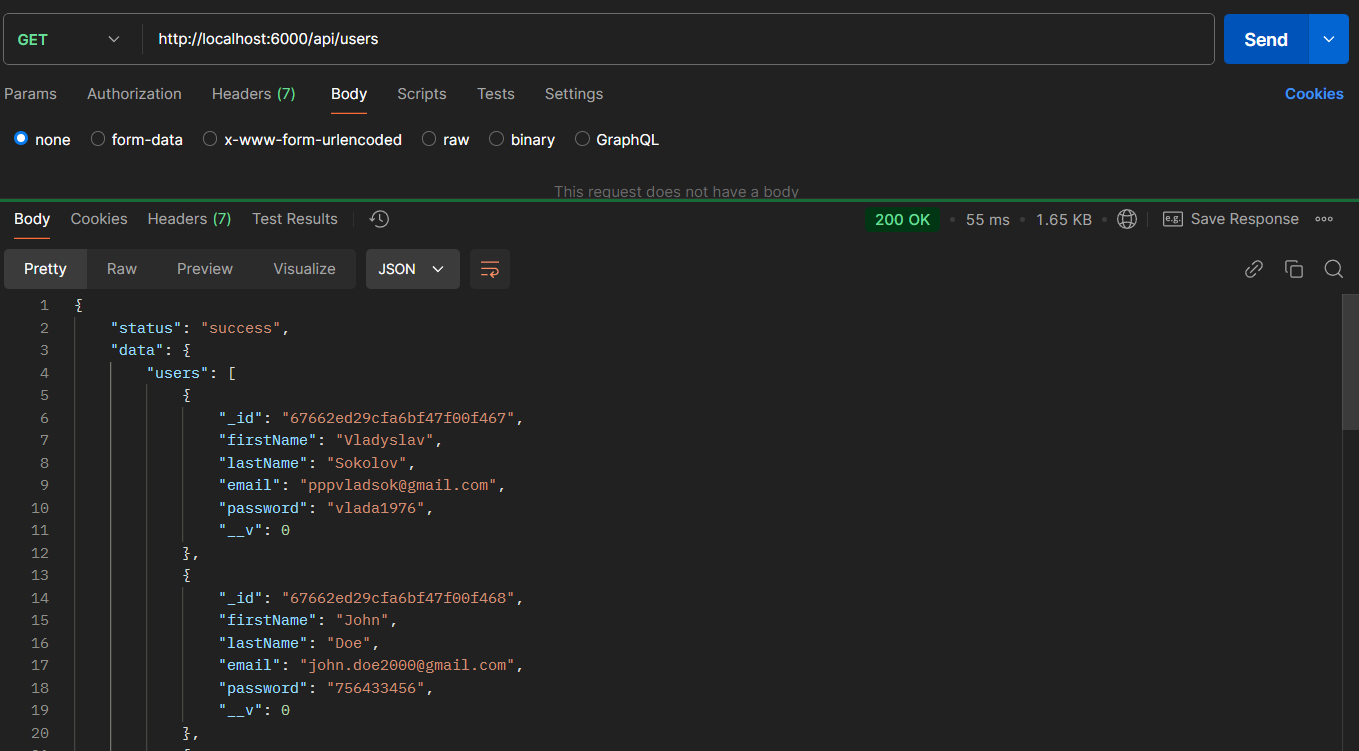 GET http://localhost:6000/api/users Send
Params Authorization Headers (7) Body Scripts Tests Settings Cookies
none form-data x-www-form-urlencoded raw binary GraphQL
This request does not have a body
Body Cookies Headers (7) Test Results 200 OK 55 ms 1.65 KB e.g. Save Response
Pretty Raw Preview Visualize JSON
1 {
2 "status": "success",
3 "data": {
4 "users": [
5 {
6 "_id": "67662ed29cfa6bf47f00f467",
7 "firstName": "Vladyslav",
8 "lastName": "Sokolov",
9 "email": "pppvladsok@gmail.com",
10 "password": "vlada1976",
11 "__v": 0
12 },
13 {
14 "_id": "67662ed29cfa6bf47f00f468",
15 "firstName": "John",
16 "lastName": "Doe",
17 "email": "john.doe2000@gmail.com",
18 "password": "756433456",
19 "__v": 0
20 },